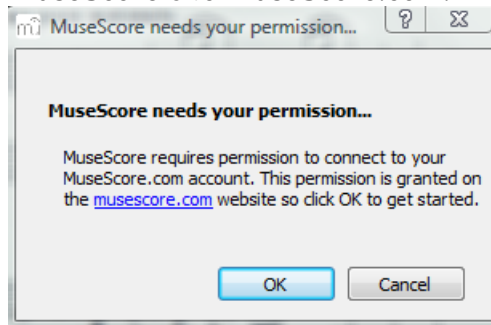 MuseScore needs your permission...
MuseScore needs your permission...
MuseScore requires permission to connect to your
MuseScore.com account. This permission is granted on
the musescore.com website so click OK to get started.
OK
Cancel